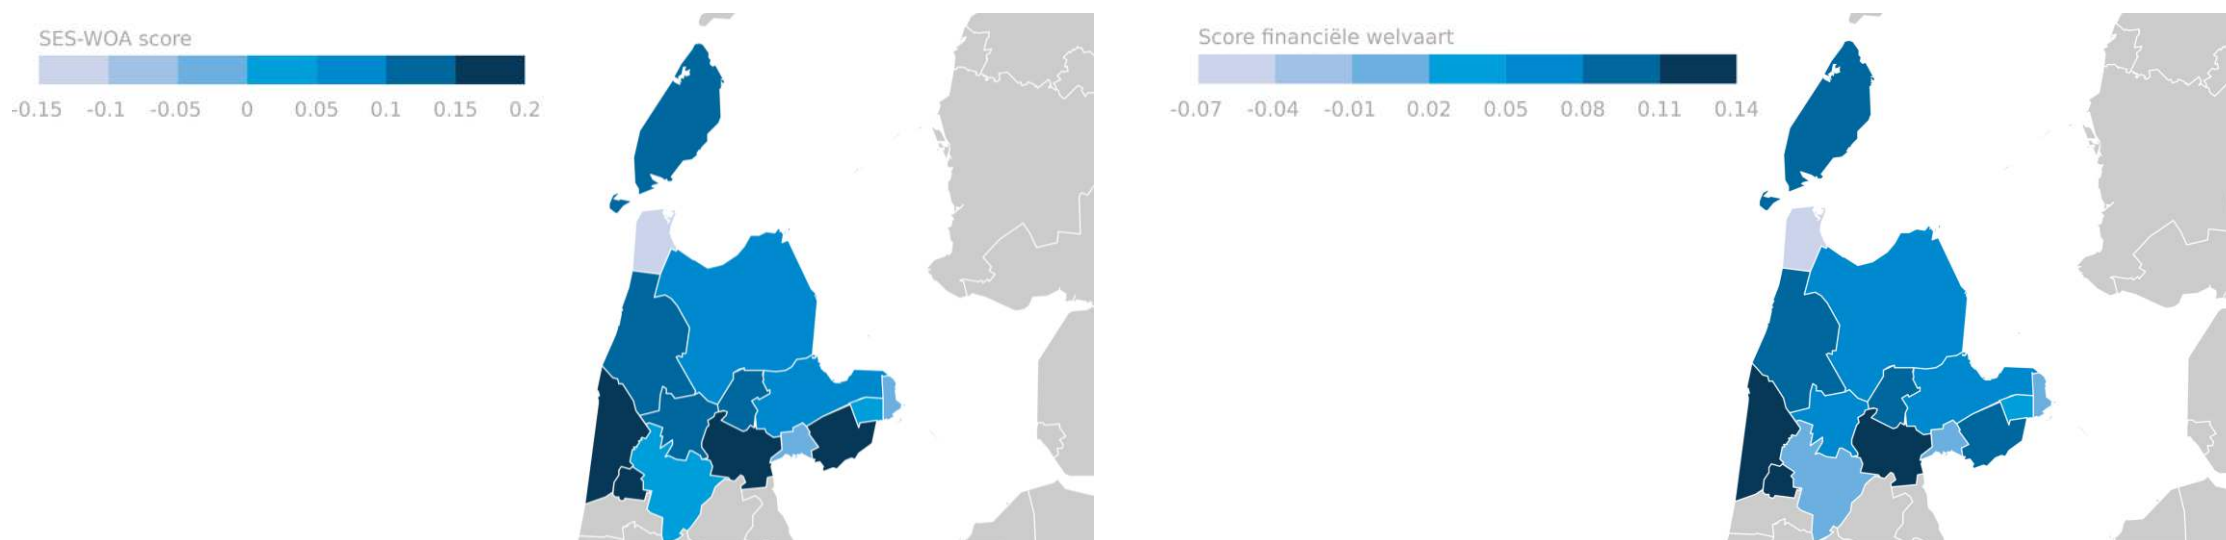 SES-WOA score
-0.15 -0.1 -0.05 0 0.05 0.1 0.15 0.2
Score financiële welvaart
-0.07 -0.04 -0.01 0.02 0.05 0.08 0.11 0.14